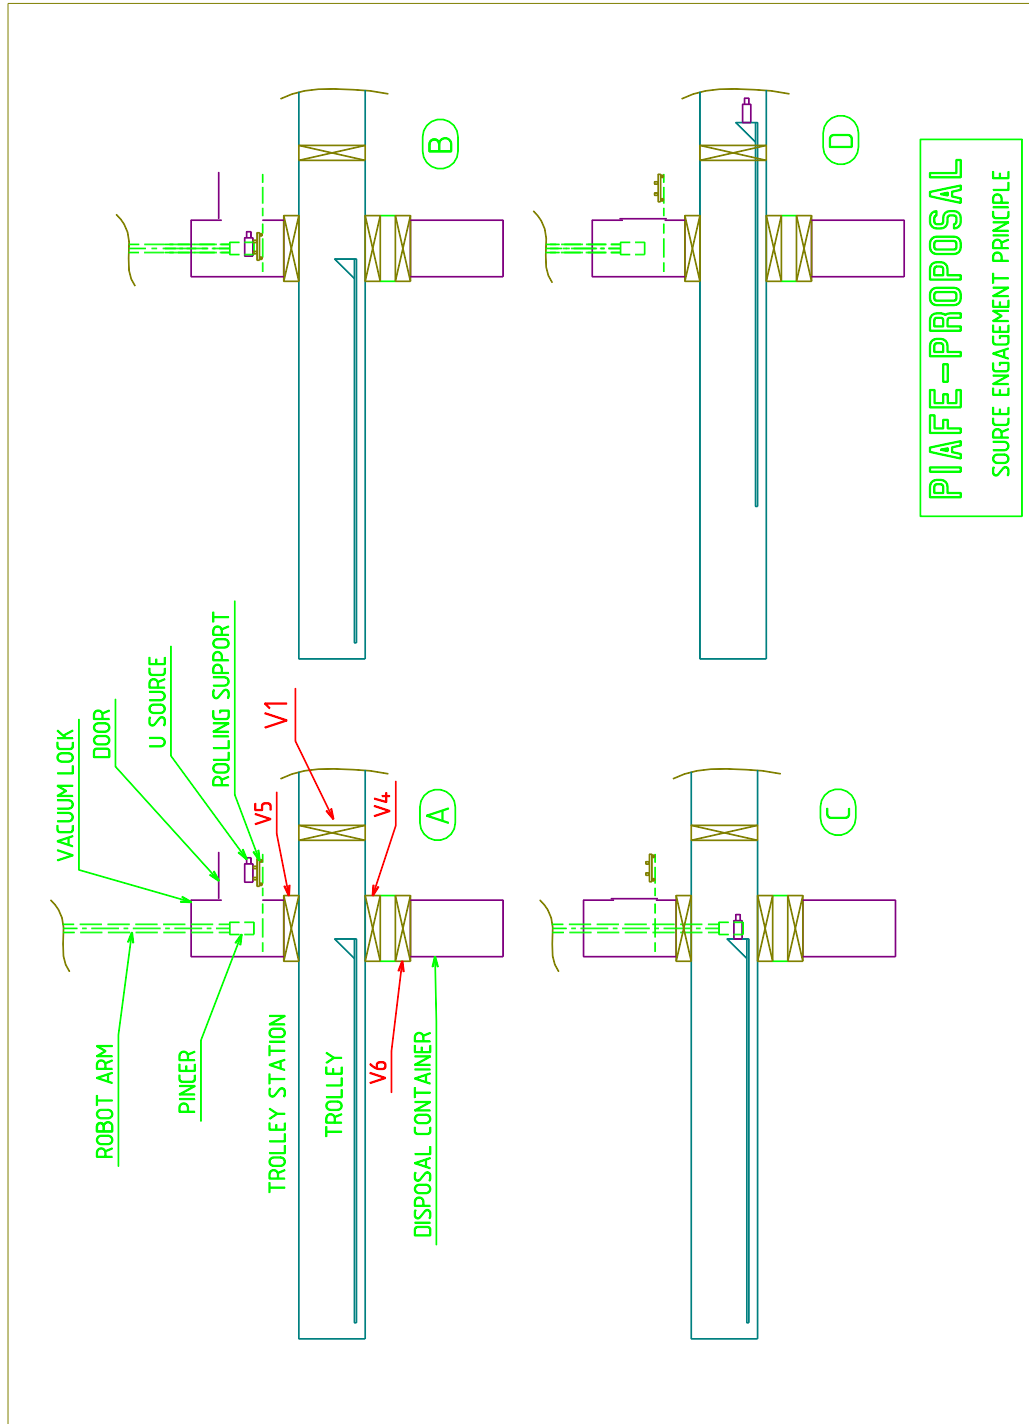 VACUUM LOCK
DOOR
U SOURCE
ROLLING SUPPORT
V1
V5
V4
V6
ROBOT ARM
PINCER
TROLLEY STATION
TROLLEY
DISPOSAL CONTAINER
A
B
C
D
PIAFE-PROPOSAL
SOURCE ENGAGEMENT PRINCIPLE